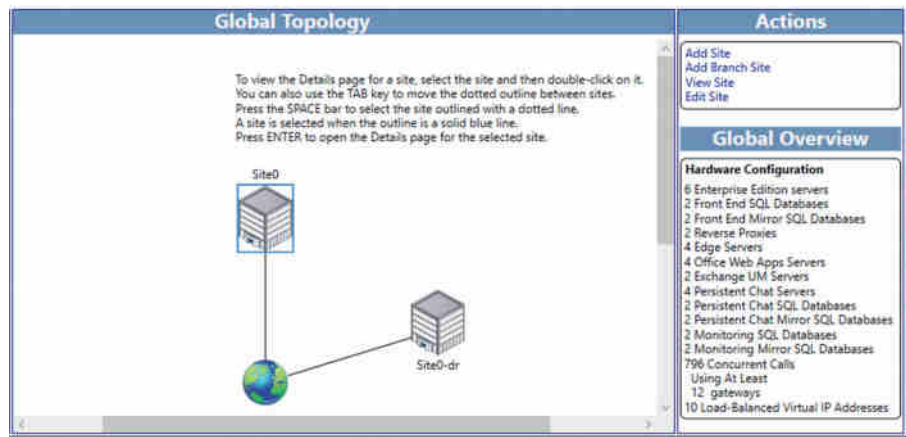 Global Topology
To view the Details page for a site, select the site and then double-click on it.
You can also use the TAB key to move the dotted outline between sites.
Press the SPACE bar to select the site outlined with a dotted line.
A site is selected when the outline is a solid blue line.
Press ENTER to open the Details page for the selected site.
Site0
Site0-dr
Actions
Add Site
Add Branch Site
View Site
Edit Site
Global Overview
Hardware Configuration
6 Enterprise Edition servers
2 Front End SQL Databases
2 Front End Mirror SQL Databases
2 Reverse Proxies
4 Edge Servers
4 Office Web Apps Servers
2 Exchange UM Servers
4 Persistent Chat Servers
2 Persistent Chat SQL Databases
2 Persistent Chat Mirror SQL Databases
2 Monitoring SQL Databases
2 Monitoring Mirror SQL Databases
796 Concurrent Calls
Using At Least
12 gateways
10 Load-Balanced Virtual IP Addresses